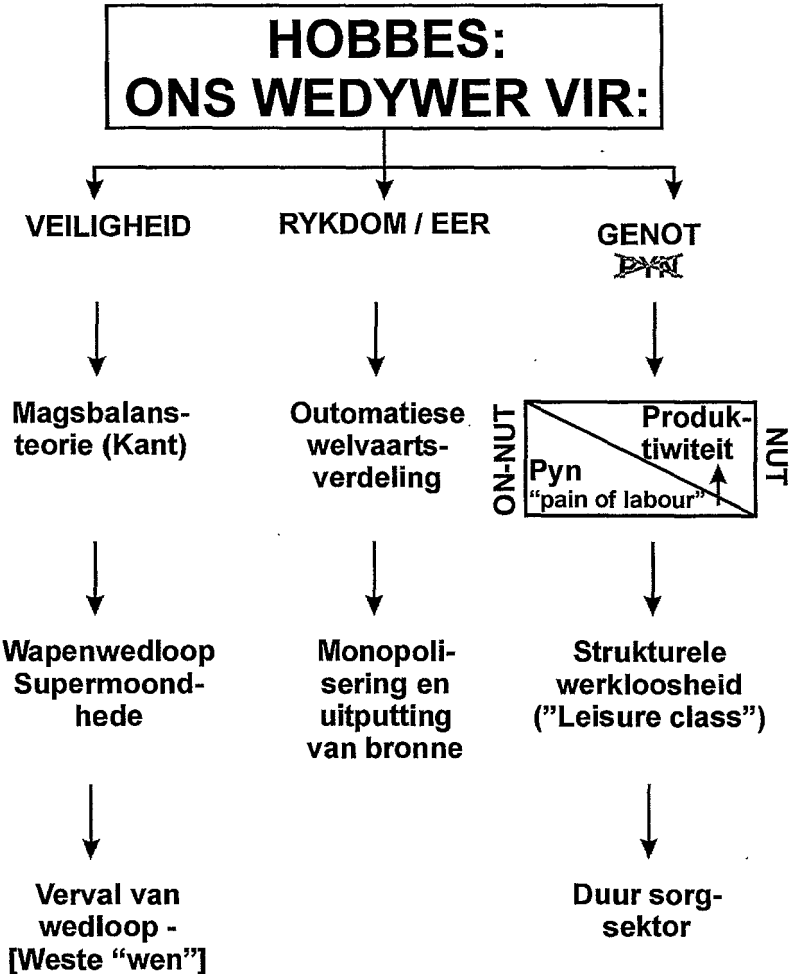 HOBBES:
ONS WEDYWER VIR:
VEILIGHEID
RYKDOM / EER
GENOT
PYN
Magsbalans-
teorie (Kant)
Outomatiese
welvaarts-
verdeling
ON-NUT
Produk-
tiwiteit
Pyn
“pain of labour”
NUT
Wapenwedloop
Supermoond-
hede
Monopoli-
sering en
uitputting
van bronne
Strukturele
werkloosheid
(”Leisure class”)
Verval van
wedloop -
[Weste “wen”]
Duur sorg-
sektor